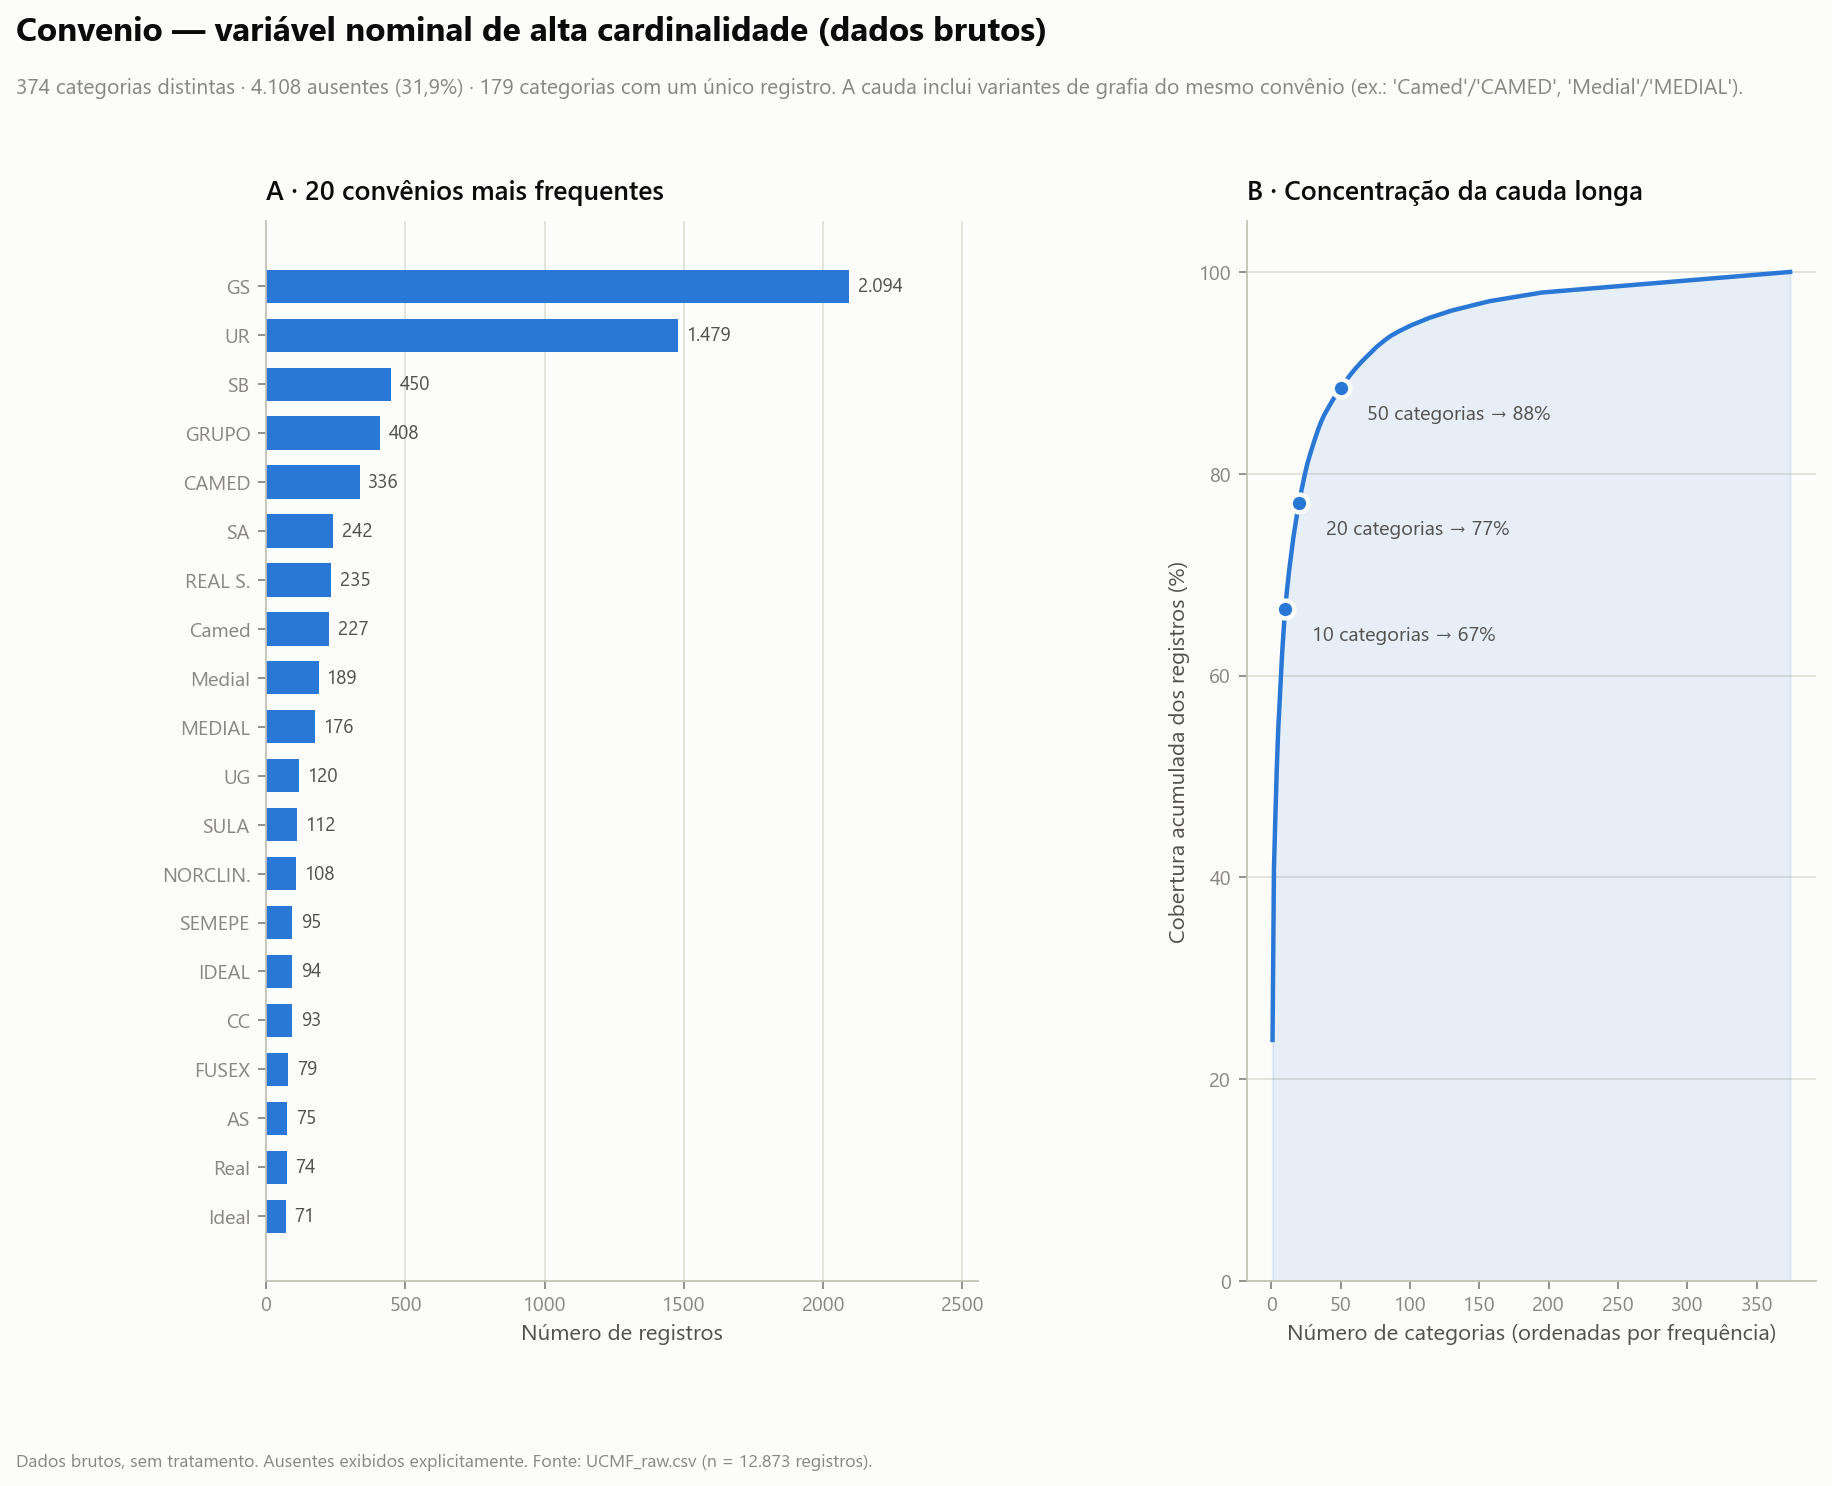 Convenio — variável nominal de alta cardinalidade (dados brutos)
374 categorias distintas · 4.108 ausentes (31,9%) · 179 categorias com um único registro. A cauda inclui variantes de grafia do mesmo convênio (ex.: 'Camed'/'CAMED', 'Medial'/'MEDIAL').
A · 20 convênios mais frequentes
GS 2.094
UR 1.479
SB 450
GRUPO 408
CAMED 336
SA 242
REAL S. 235
Camed 227
Medial 189
MEDIAL 176
UG 120
SULA 112
NORCLIN. 108
SEMEPE 95
IDEAL 94
CC 93
FUSEX 79
AS 75
Real 74
Ideal 71
0 500 1000 1500 2000 2500
Número de registros
B · Concentração da cauda longa
Cobertura acumulada dos registros (%)
100
80
60
40
20
0
50 categorias → 88%
20 categorias → 77%
10 categorias → 67%
0 50 100 150 200 250 300 350
Número de categorias (ordenadas por frequência)
Dados brutos, sem tratamento. Ausentes exibidos explicitamente. Fonte: UCMF_raw.csv (n = 12.873 registros).